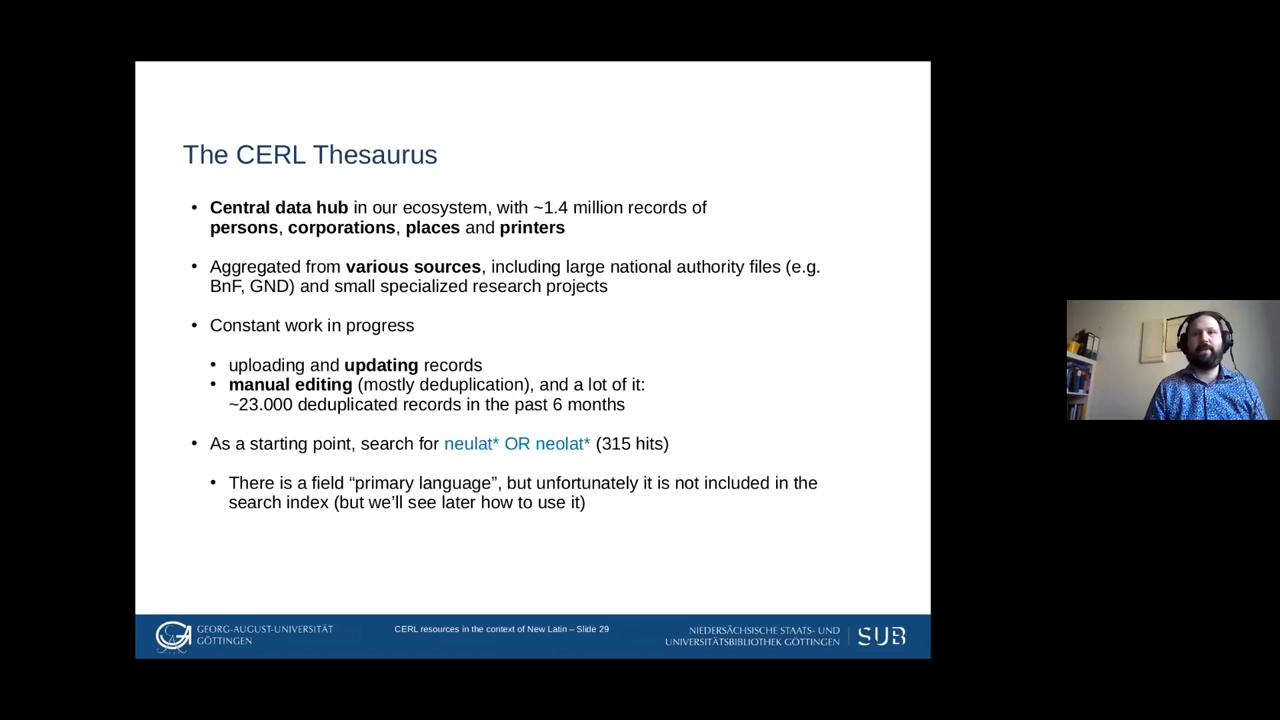 The CERL Thesaurus
• Central data hub in our ecosystem, with ~1.4 million records of
persons, corporations, places and printers
• Aggregated from various sources, including large national authority files (e.g.
BnF, GND) and small specialized research projects
• Constant work in progress
• uploading and updating records
• manual editing (mostly deduplication), and a lot of it:
~23.000 deduplicated records in the past 6 months
• As a starting point, search for neulat* OR neolat* (315 hits)
• There is a field “primary language”, but unfortunately it is not included in the
search index (but we’ll see later how to use it)
GEORG-AUGUST-UNIVERSITÄT
GÖTTINGEN
CERL resources in the context of New Latin – Slide 29
NIEDERSÄCHSISCHE STAATS- UND
UNIVERSITÄTSBIBLIOTHEK GÖTTINGEN
SUB